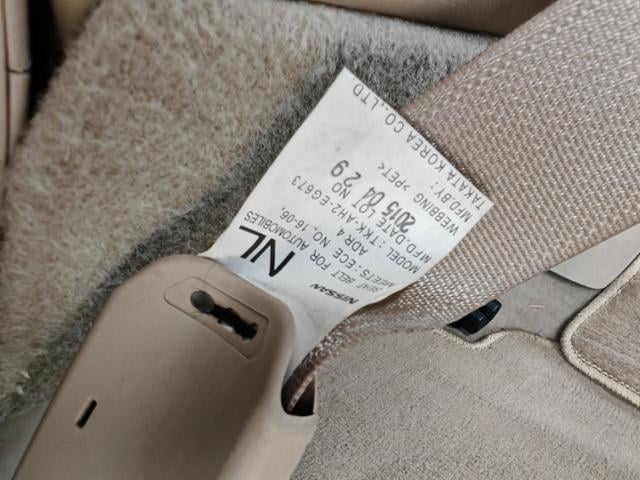 NISSAN
SEAT BELT FOR AUTOMOBILES
NL
MEETS: ECE NO. 16-06,
ADR 4
MODEL: TKK-AH2-EG673
MFD.DATE LOT NO
2015 04 29
WEBBING >PET<
MFD.BY:
TAKATA KOREA CO.,LTD.